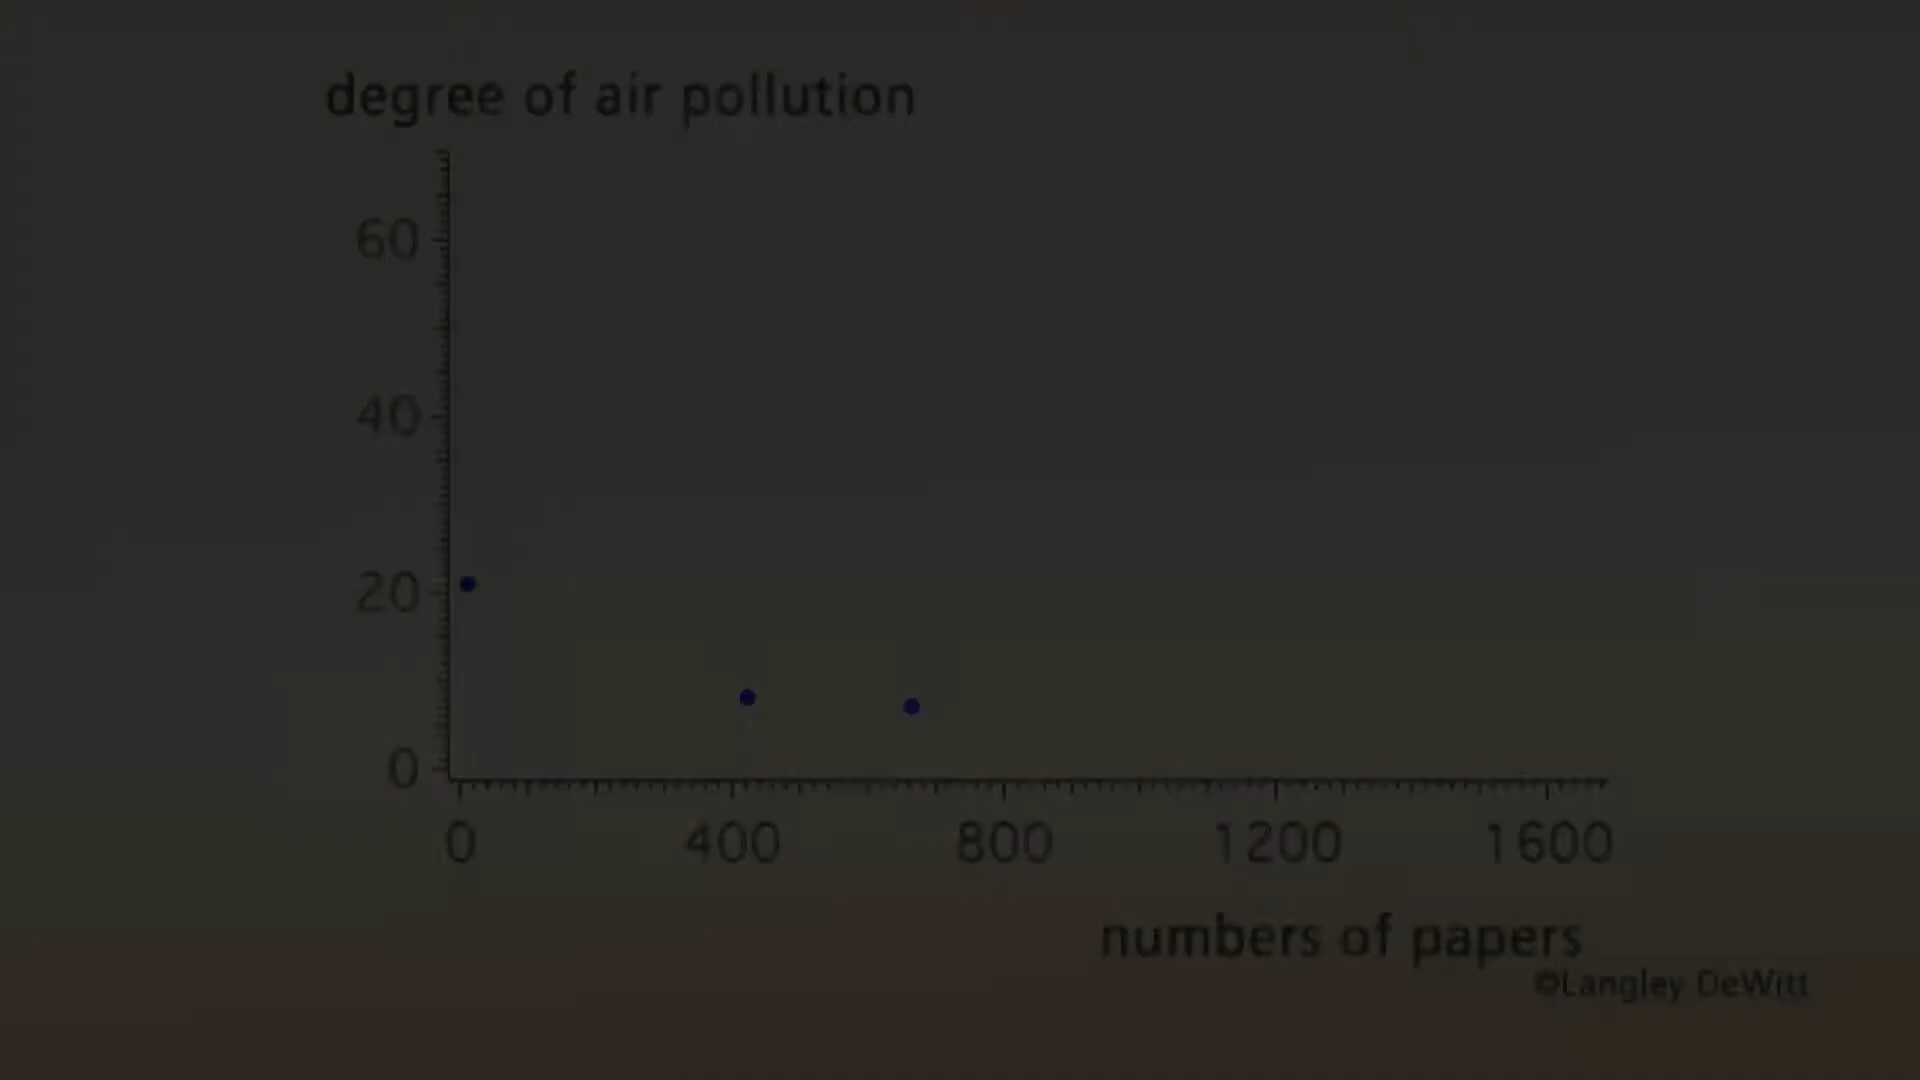 degree of air pollution
60
40
20
0
0 400 800 1200 1600
numbers of papers
©Langley DeWitt